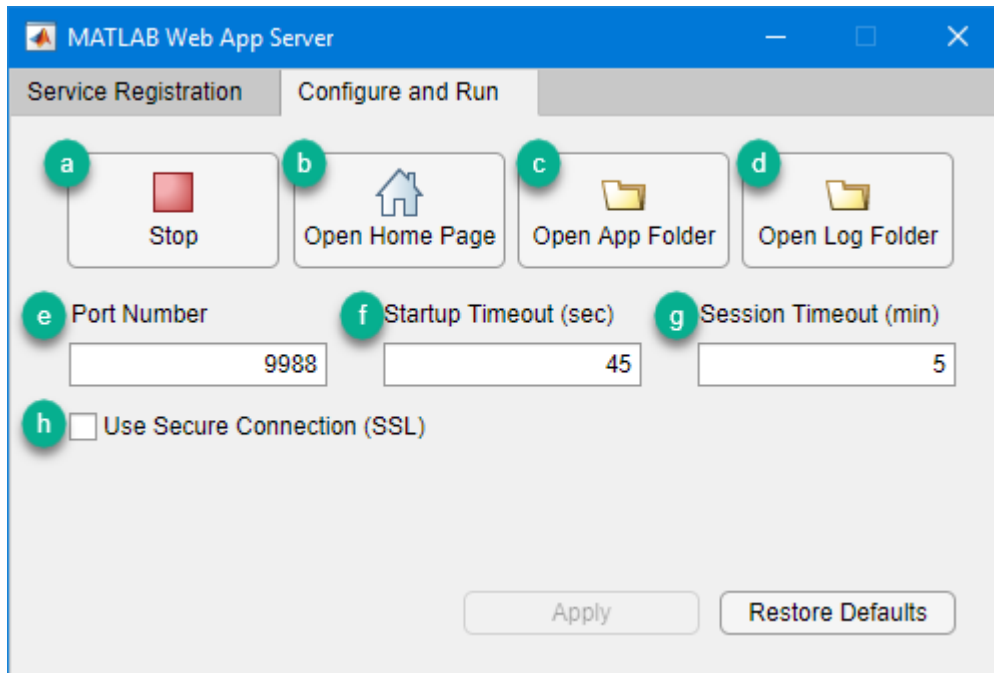 MATLAB Web App Server
Service Registration Configure and Run
a b c d
Stop Open Home Page Open App Folder Open Log Folder
e Port Number f Startup Timeout (sec) g Session Timeout (min)
9988 45 5
h Use Secure Connection (SSL)
Apply Restore Defaults